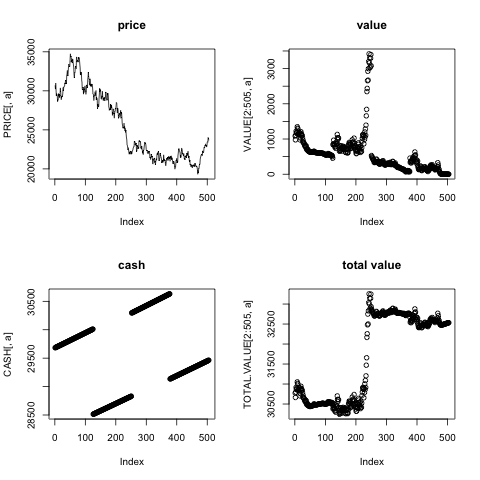 price
PRICE[, a]
20000 25000 30000 35000
0 100 200 300 400 500
Index
value
VALUE[2:505, a]
0 1000 2000 3000
0 100 200 300 400 500
Index
cash
CASH[, a]
28500 29500 30500
0 100 200 300 400 500
Index
total value
TOTAL.VALUE[2:505, a]
30500 31500 32500
0 100 200 300 400 500
Index